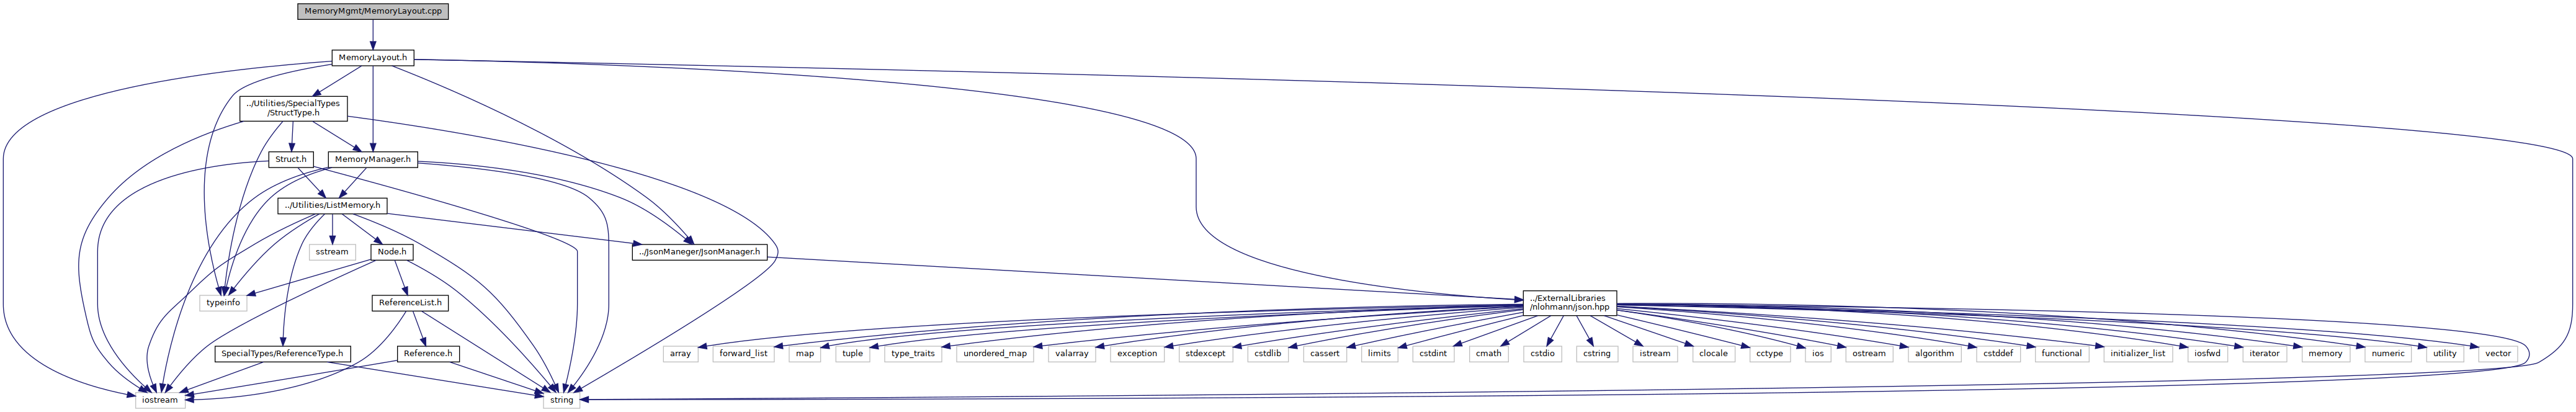 MemoryMgmt/MemoryLayout.cpp
MemoryLayout.h
../Utilities/SpecialTypes
/StructType.h
Struct.h
MemoryManager.h
../Utilities/ListMemory.h
sstream
Node.h
../JsonManeger/JsonManager.h
typeinfo
ReferenceList.h
../ExternalLibraries
/nlohmann/json.hpp
SpecialTypes/ReferenceType.h
Reference.h
array
forward_list
map
tuple
type_traits
unordered_map
valarray
exception
stdexcept
cstdlib
cassert
limits
cstdint
cmath
cstdio
cstring
istream
clocale
cctype
ios
ostream
algorithm
cstddef
functional
initializer_list
iosfwd
iterator
memory
numeric
utility
vector
iostream
string